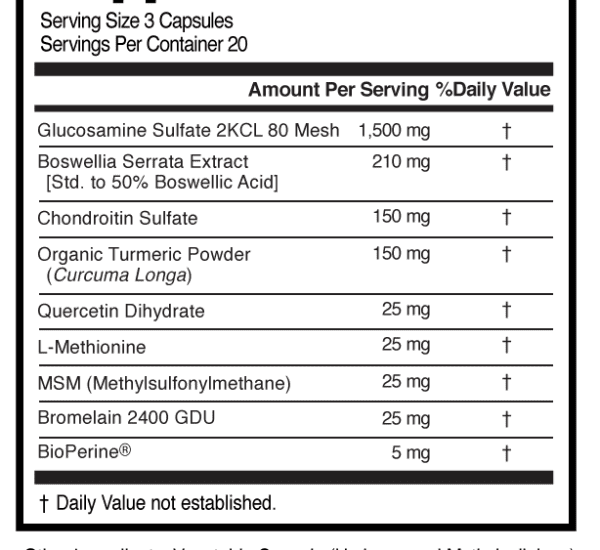 Serving Size 3 Capsules
Servings Per Container 20
Amount Per Serving %Daily Value
Glucosamine Sulfate 2KCL 80 Mesh 1,500 mg †
Boswellia Serrata Extract 210 mg †
[Std. to 50% Boswellic Acid]
Chondroitin Sulfate 150 mg †
Organic Turmeric Powder 150 mg †
(Curcuma Longa)
Quercetin Dihydrate 25 mg †
L-Methionine 25 mg †
MSM (Methylsulfonylmethane) 25 mg †
Bromelain 2400 GDU 25 mg †
BioPerine® 5 mg †
† Daily Value not established.